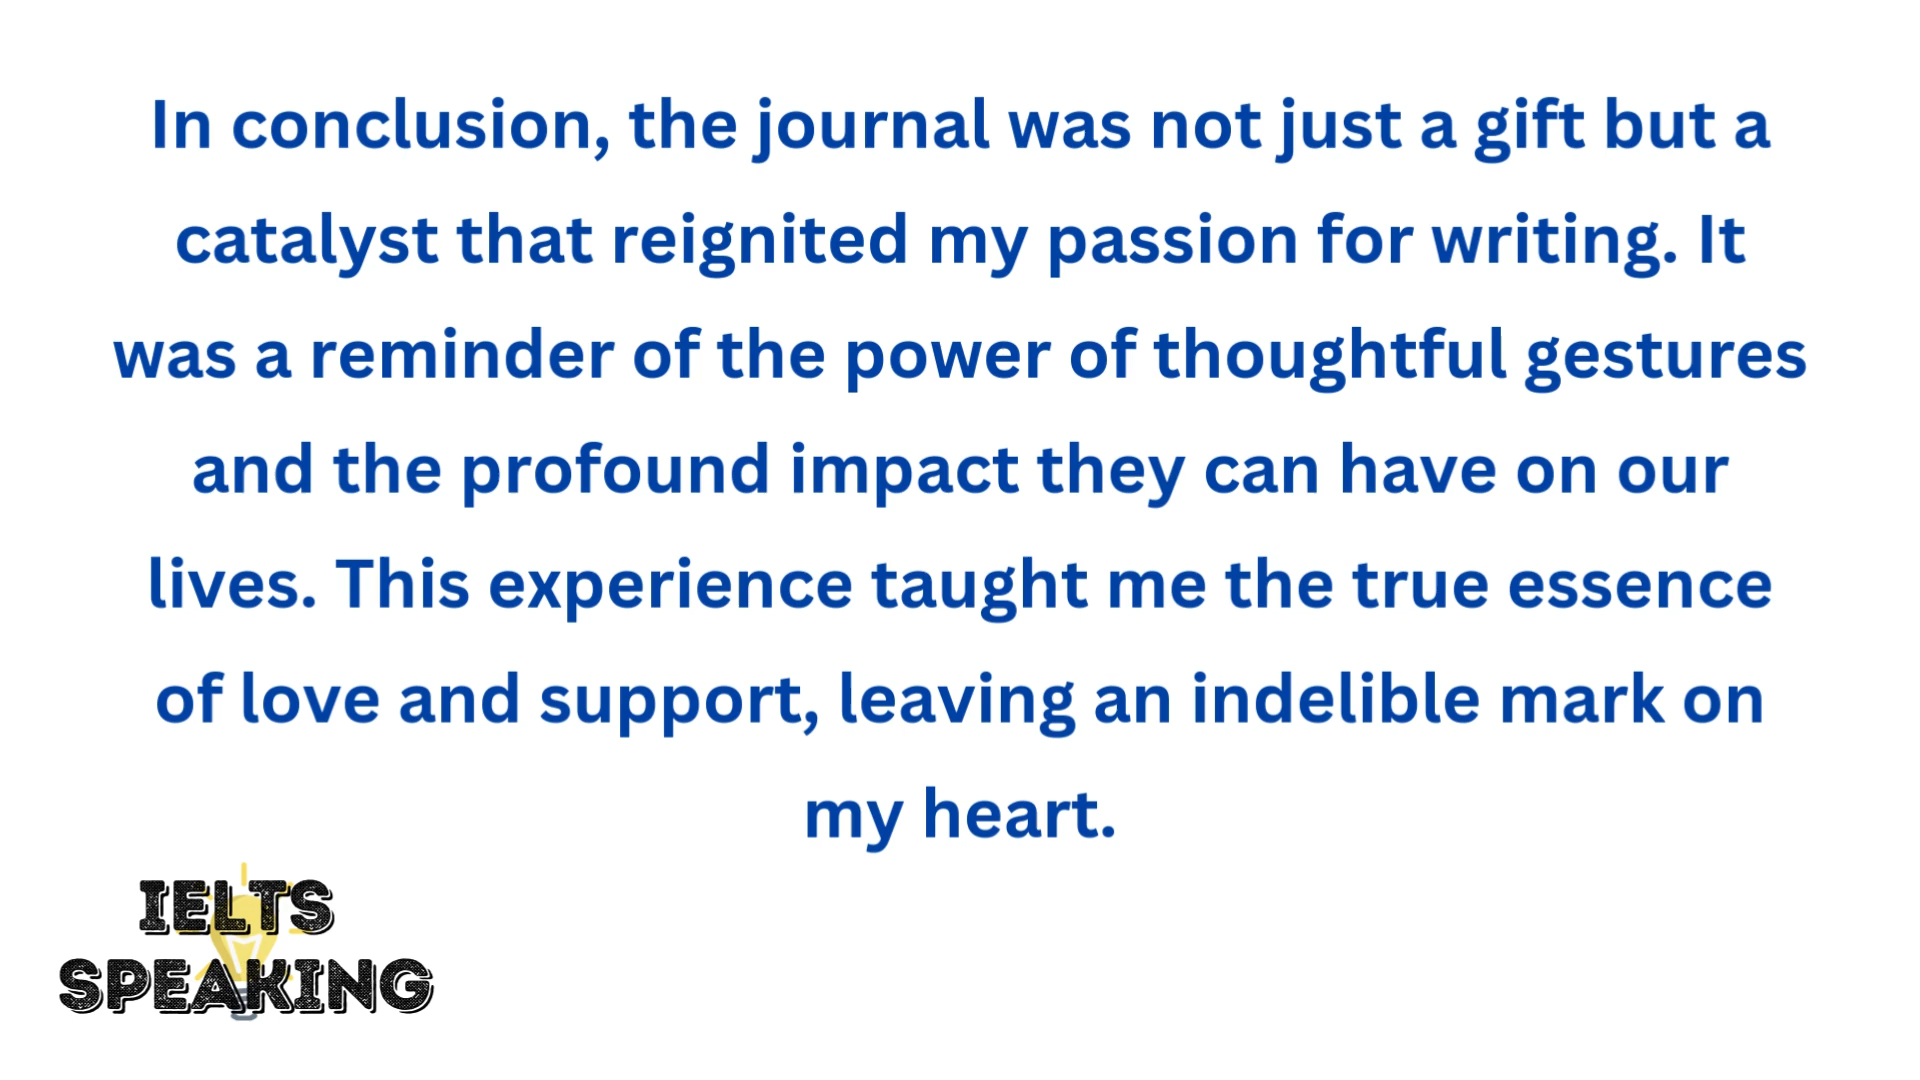 In conclusion, the journal was not just a gift but a
catalyst that reignited my passion for writing. It
was a reminder of the power of thoughtful gestures
and the profound impact they can have on our
lives. This experience taught me the true essence
of love and support, leaving an indelible mark on
my heart.
IELTS
SPEAKING